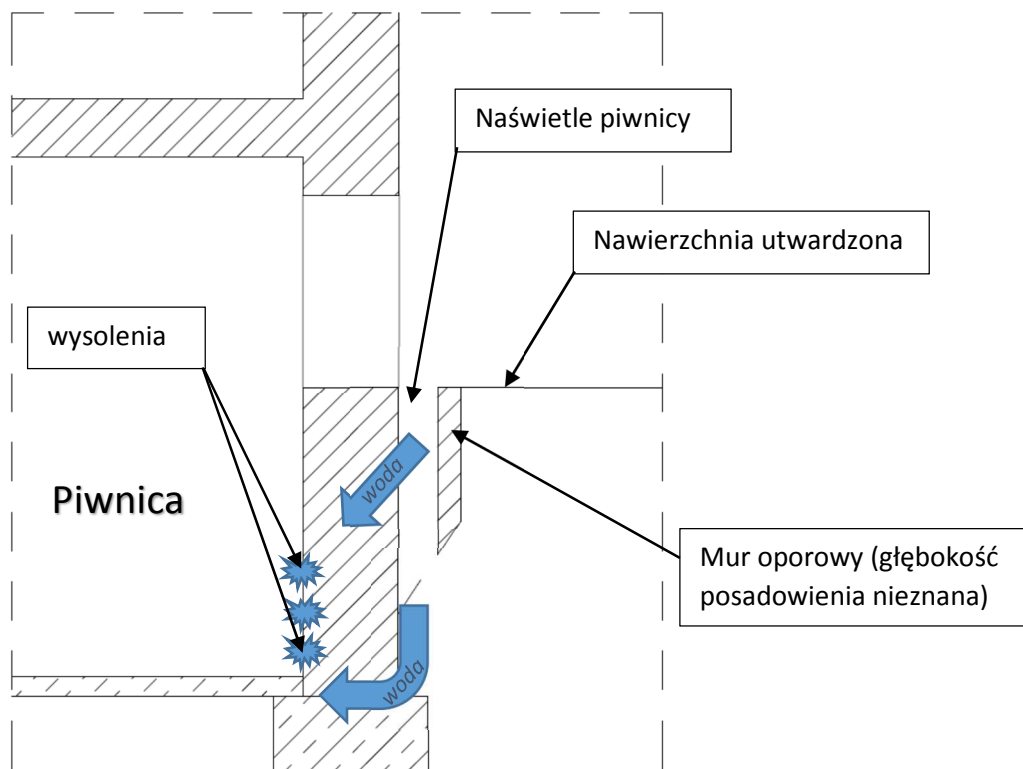 Naświetle piwnicy
Nawierzchnia utwardzona
wysolenia
woda
Piwnica
Mur oporowy (głębokość
posadowienia nieznana)
woda